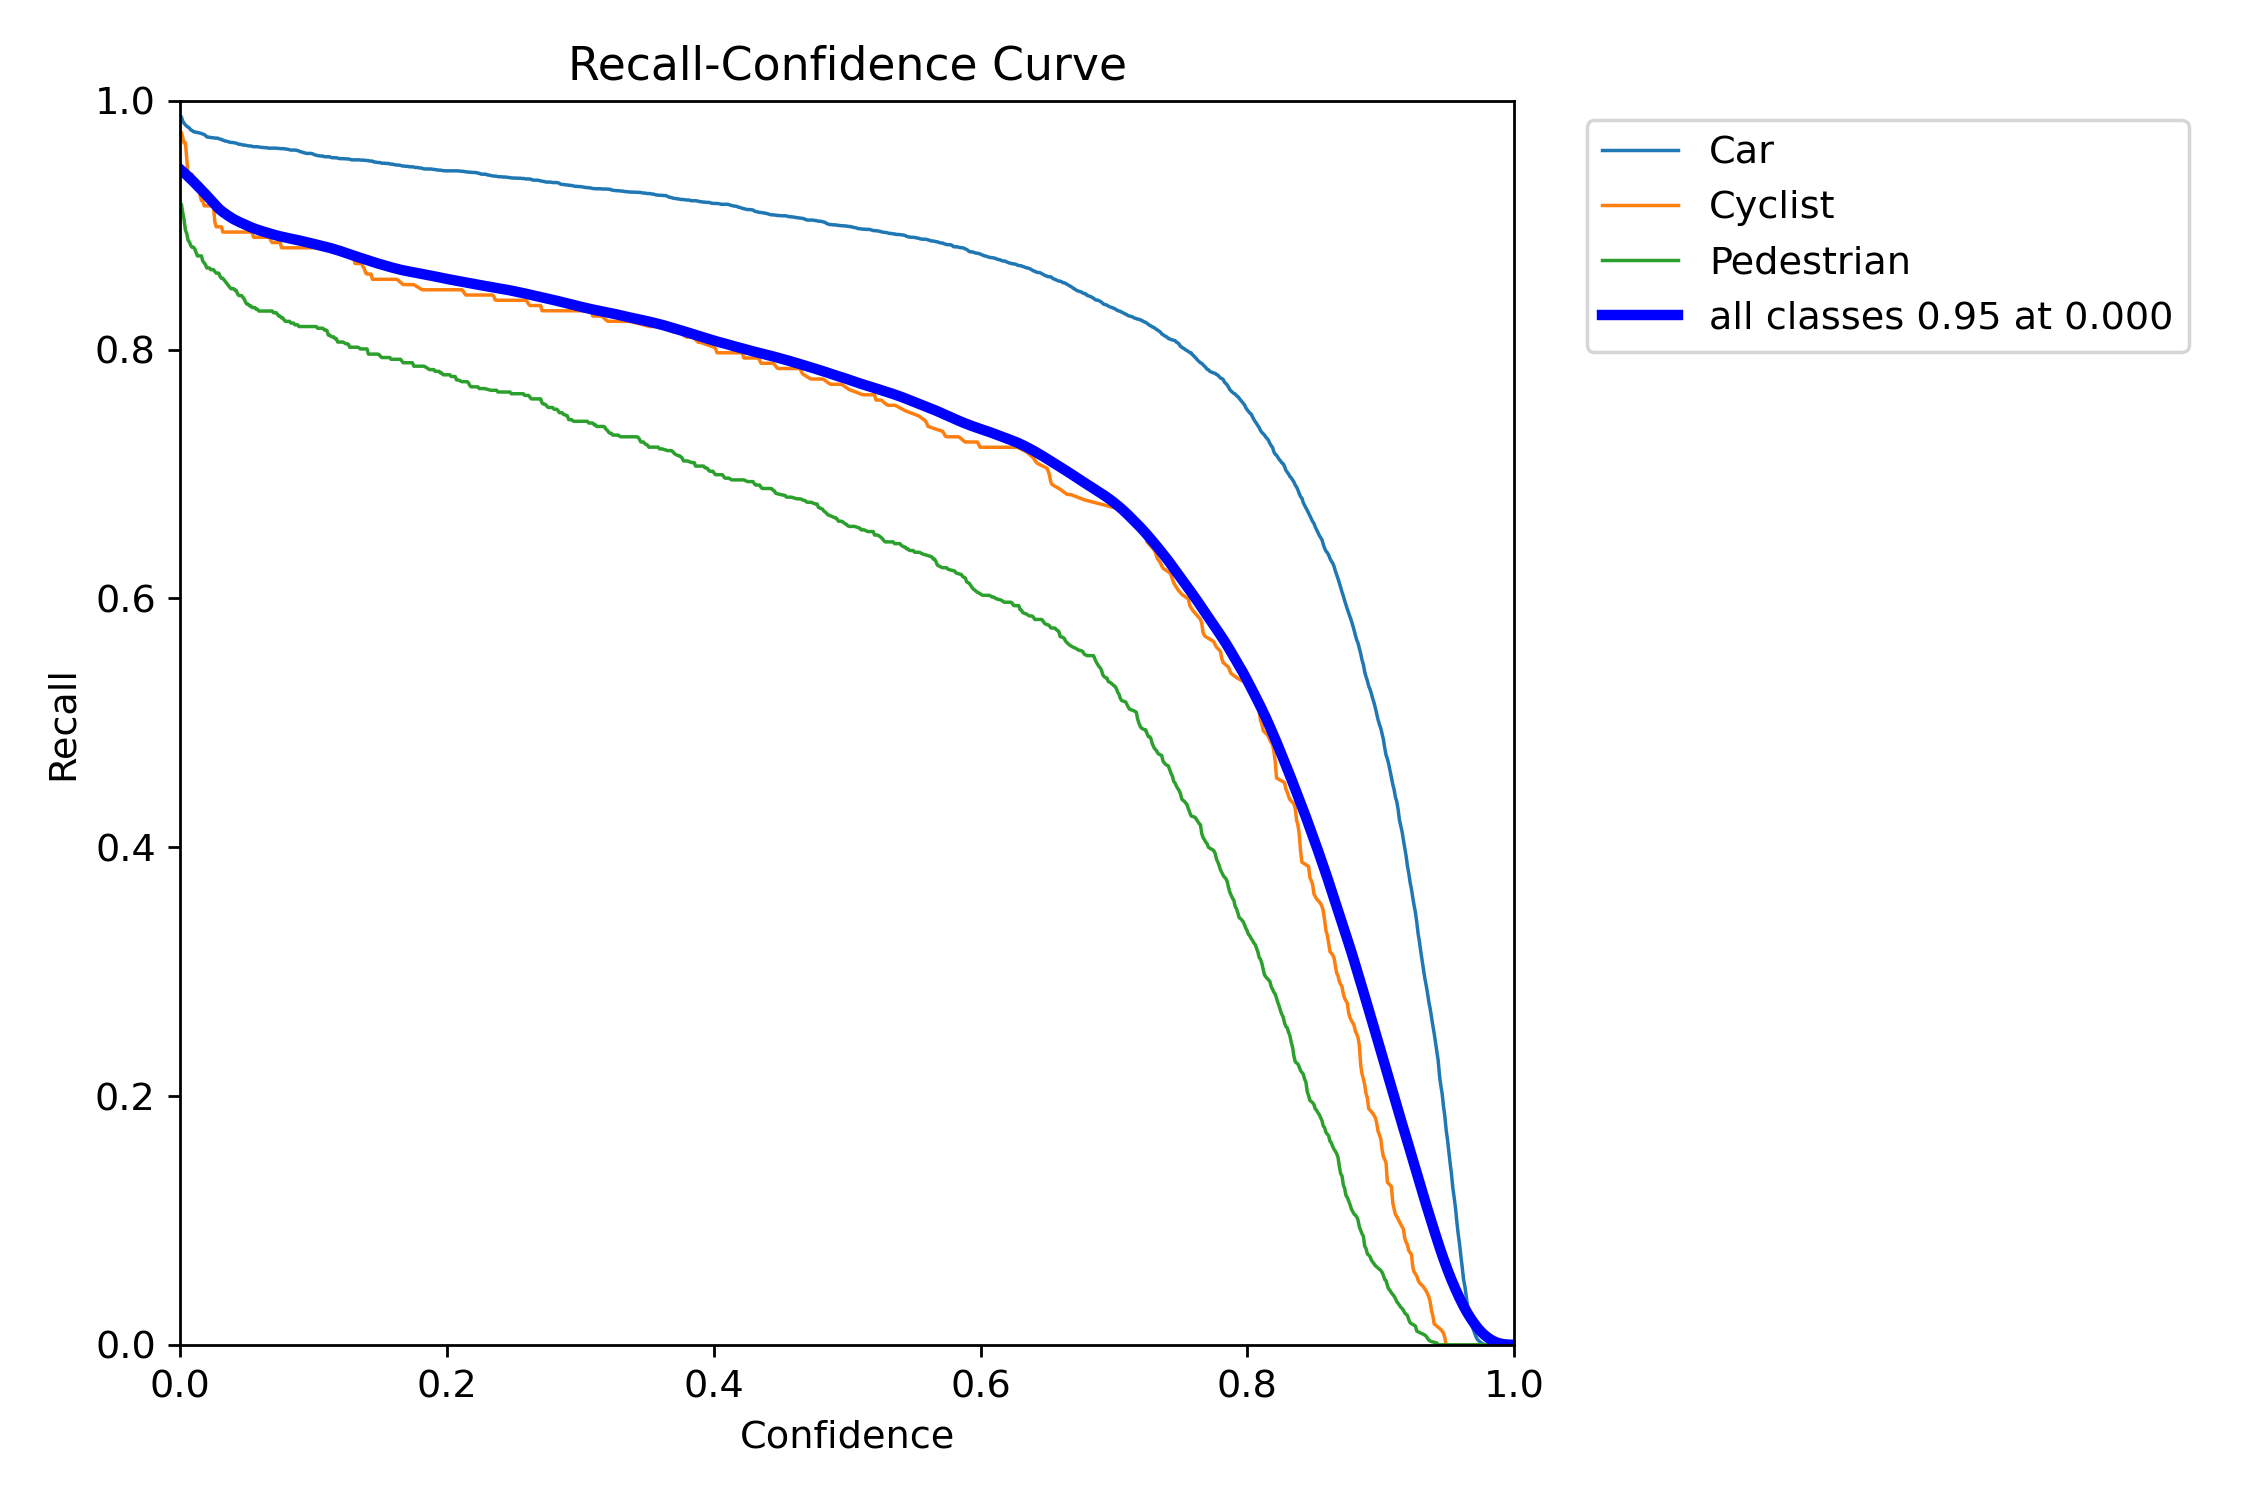 Recall-Confidence Curve
1.0
0.8
0.6
0.4
0.2
0.0
Recall
0.0 0.2 0.4 0.6 0.8 1.0
Confidence
Car
Cyclist
Pedestrian
all classes 0.95 at 0.000